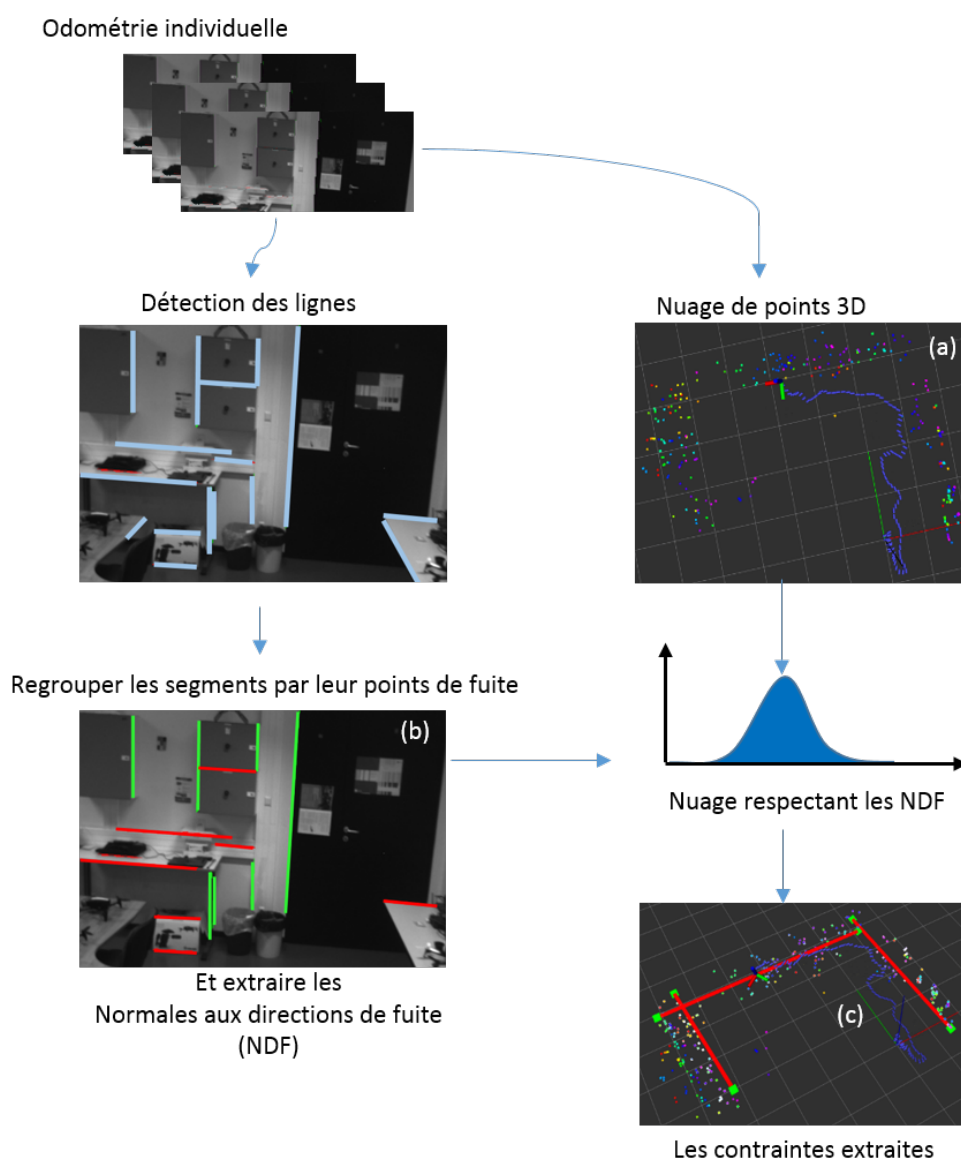 Odométrie individuelle
Détection des lignes
Nuage de points 3D
(a)
Regrouper les segments par leur points de fuite
(b)
Et extraire les
Normales aux directions de fuite
(NDF)
Nuage respectant les NDF
(c)
Les contraintes extraites